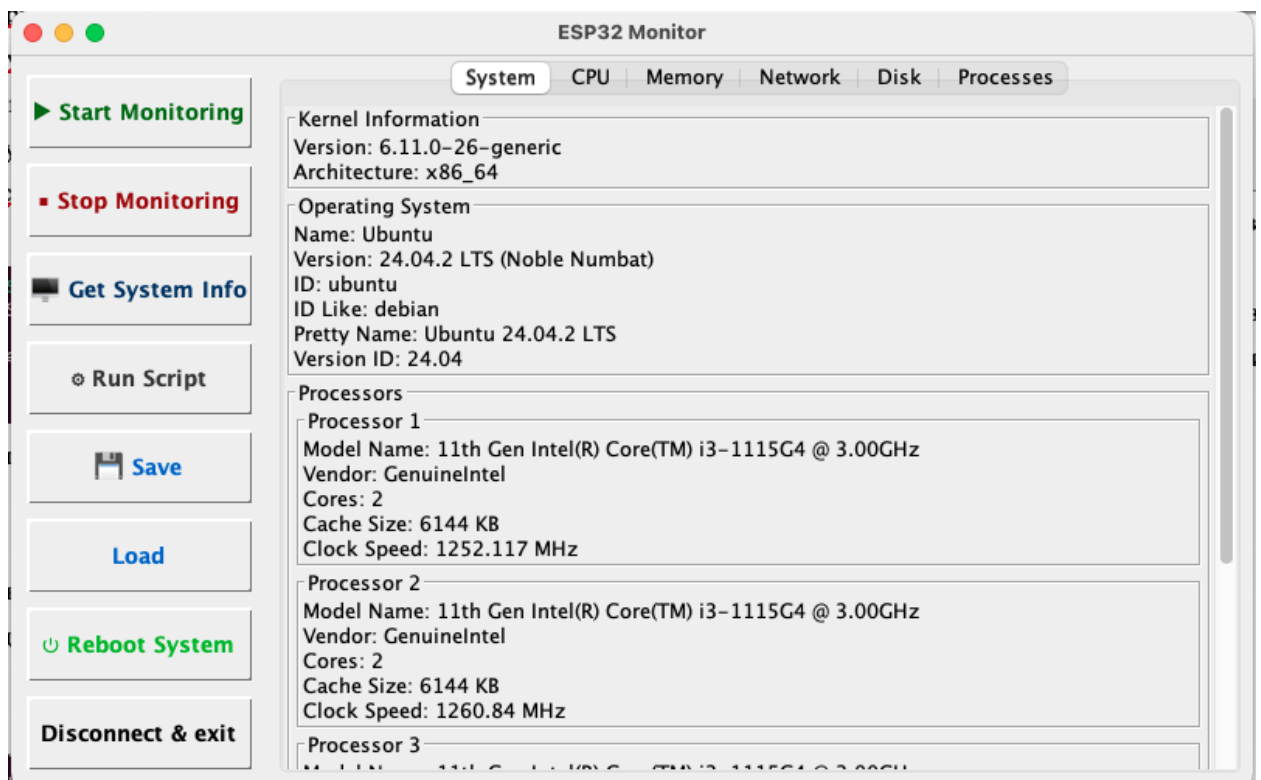 ESP32 Monitor
▶ Start Monitoring
▪ Stop Monitoring
Get System Info
Run Script
Save
Load
Reboot System
Disconnect & exit
System CPU Memory Network Disk Processes
Kernel Information
Version: 6.11.0-26-generic
Architecture: x86_64
Operating System
Name: Ubuntu
Version: 24.04.2 LTS (Noble Numbat)
ID: ubuntu
ID Like: debian
Pretty Name: Ubuntu 24.04.2 LTS
Version ID: 24.04
Processors
Processor 1
Model Name: 11th Gen Intel(R) Core(TM) i3-1115G4 @ 3.00GHz
Vendor: GenuineIntel
Cores: 2
Cache Size: 6144 KB
Clock Speed: 1252.117 MHz
Processor 2
Model Name: 11th Gen Intel(R) Core(TM) i3-1115G4 @ 3.00GHz
Vendor: GenuineIntel
Cores: 2
Cache Size: 6144 KB
Clock Speed: 1260.84 MHz
Processor 3